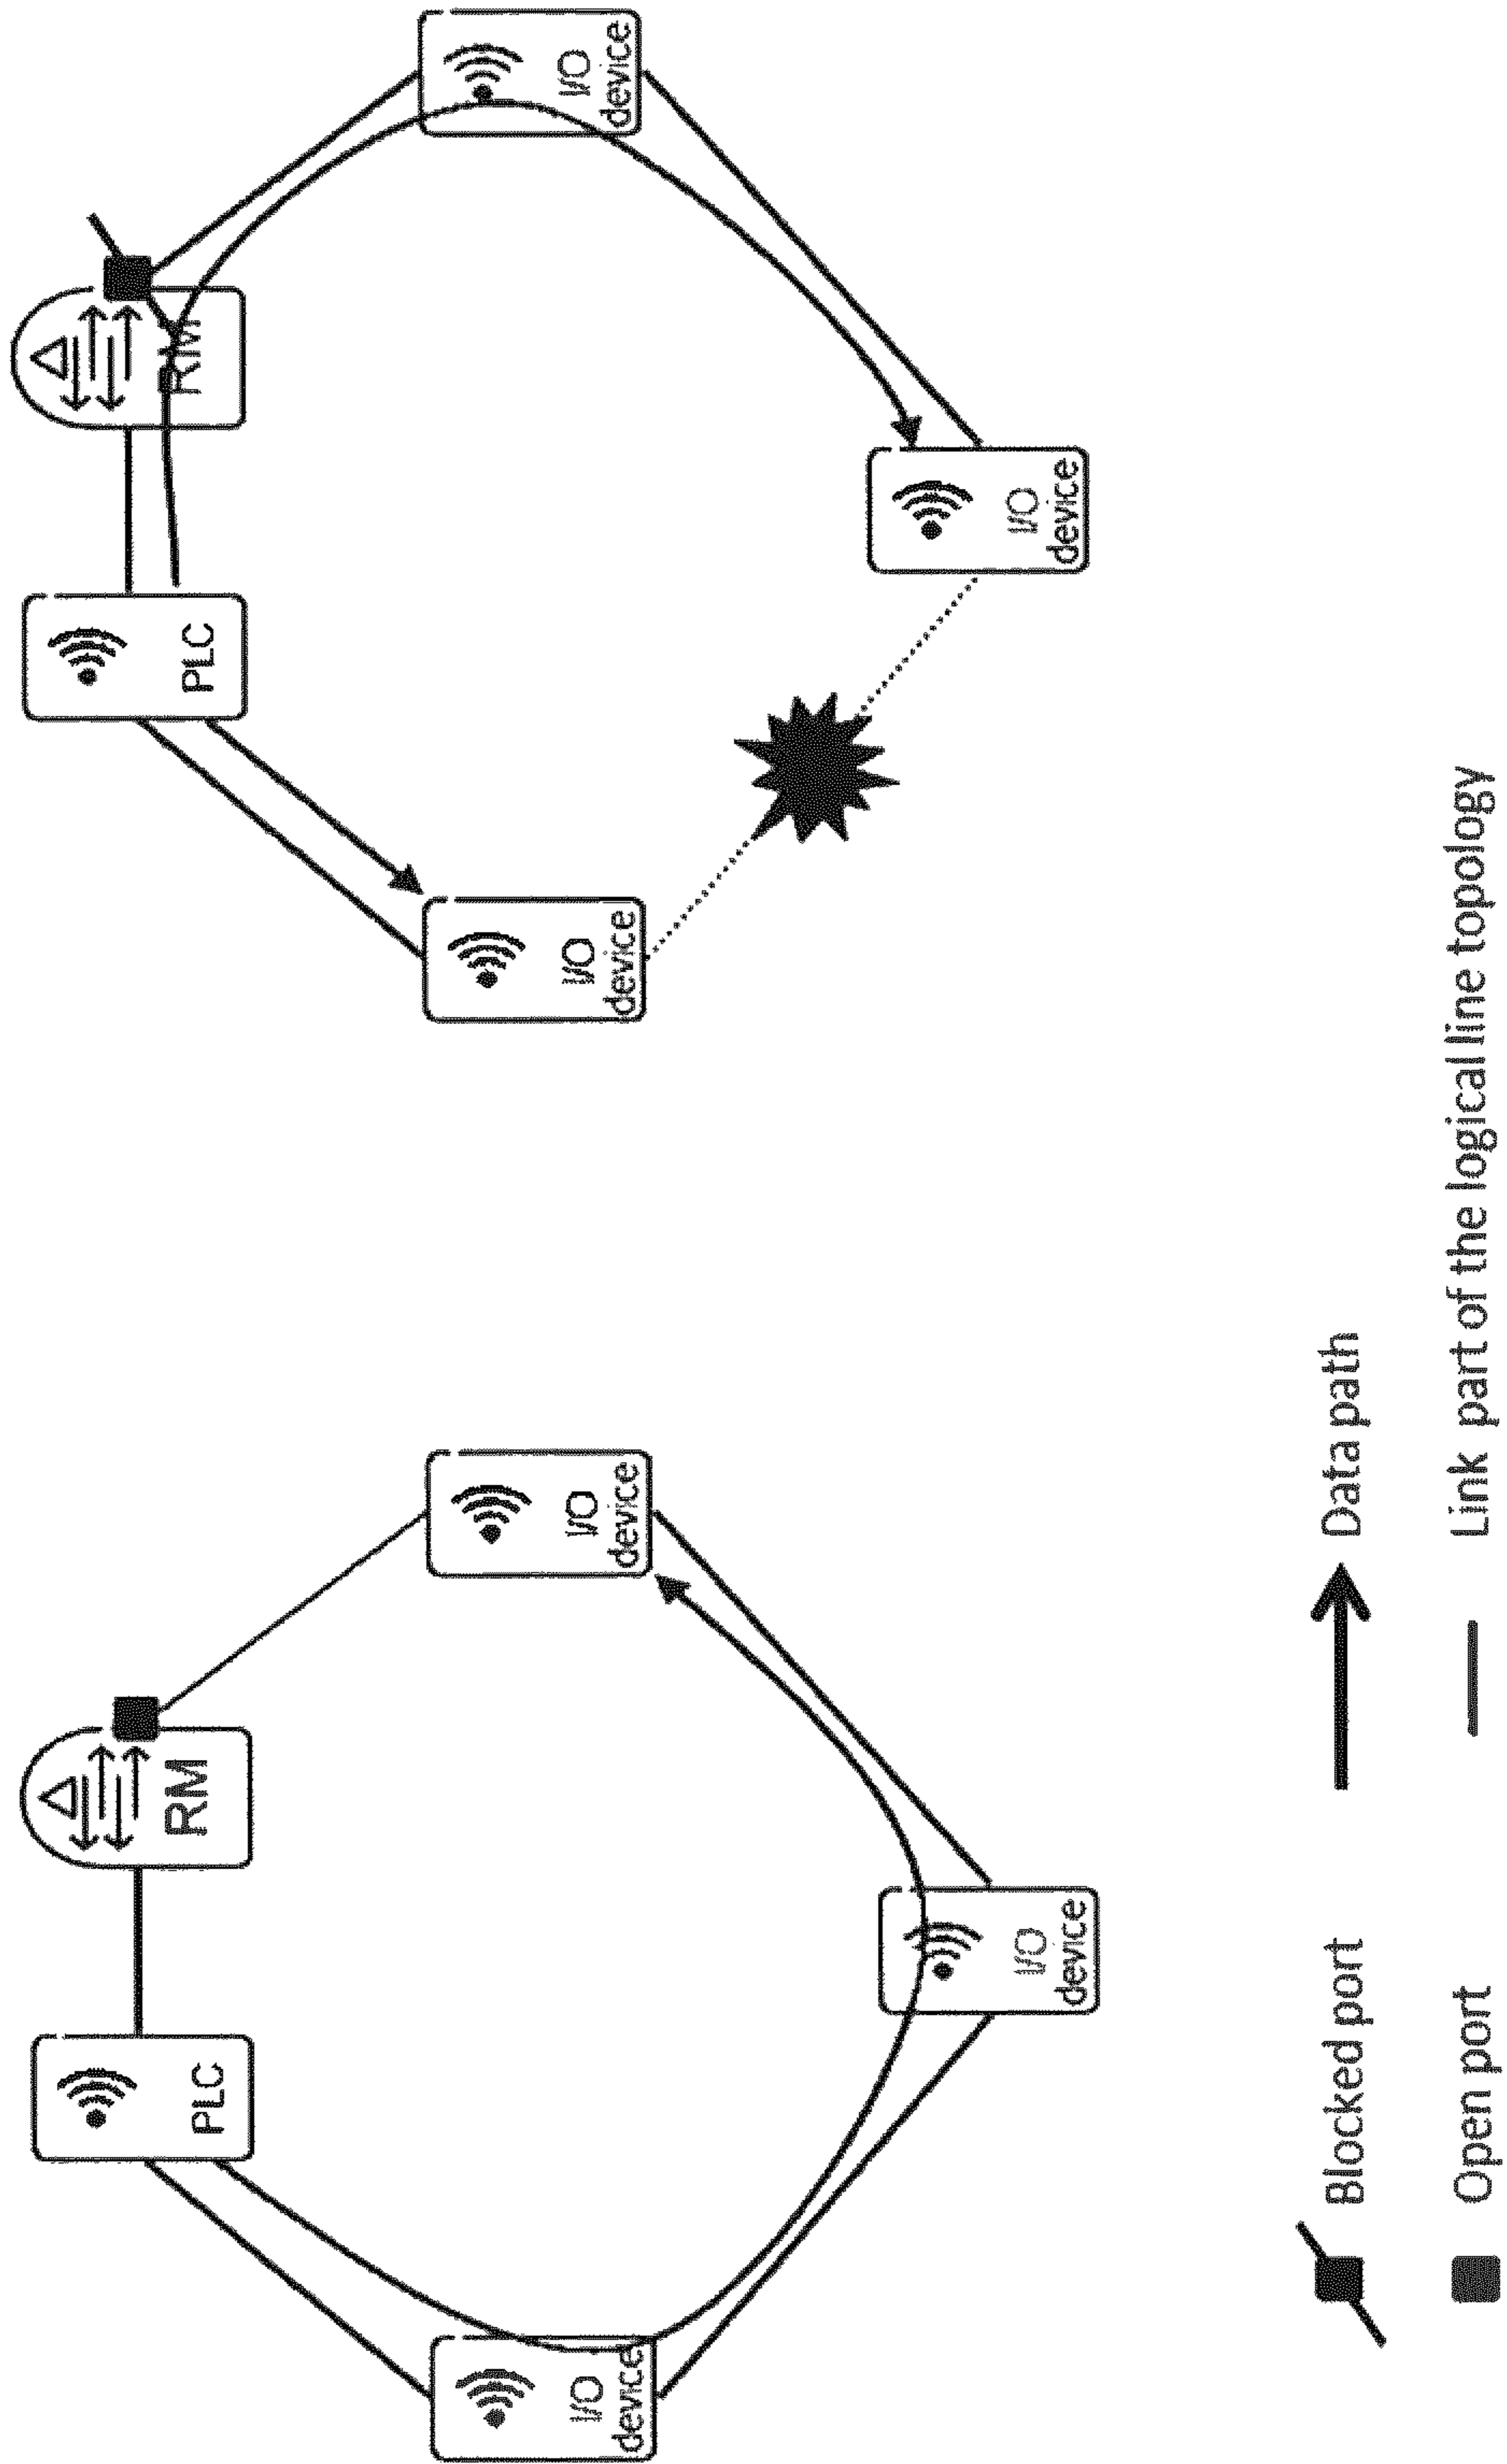 PLC
RM
I/O
device
I/O
device
I/O
device
PLC
RM
I/O
device
I/O
device
I/O
device
Blocked port
Data path
Open port
Link part of the logical line topology